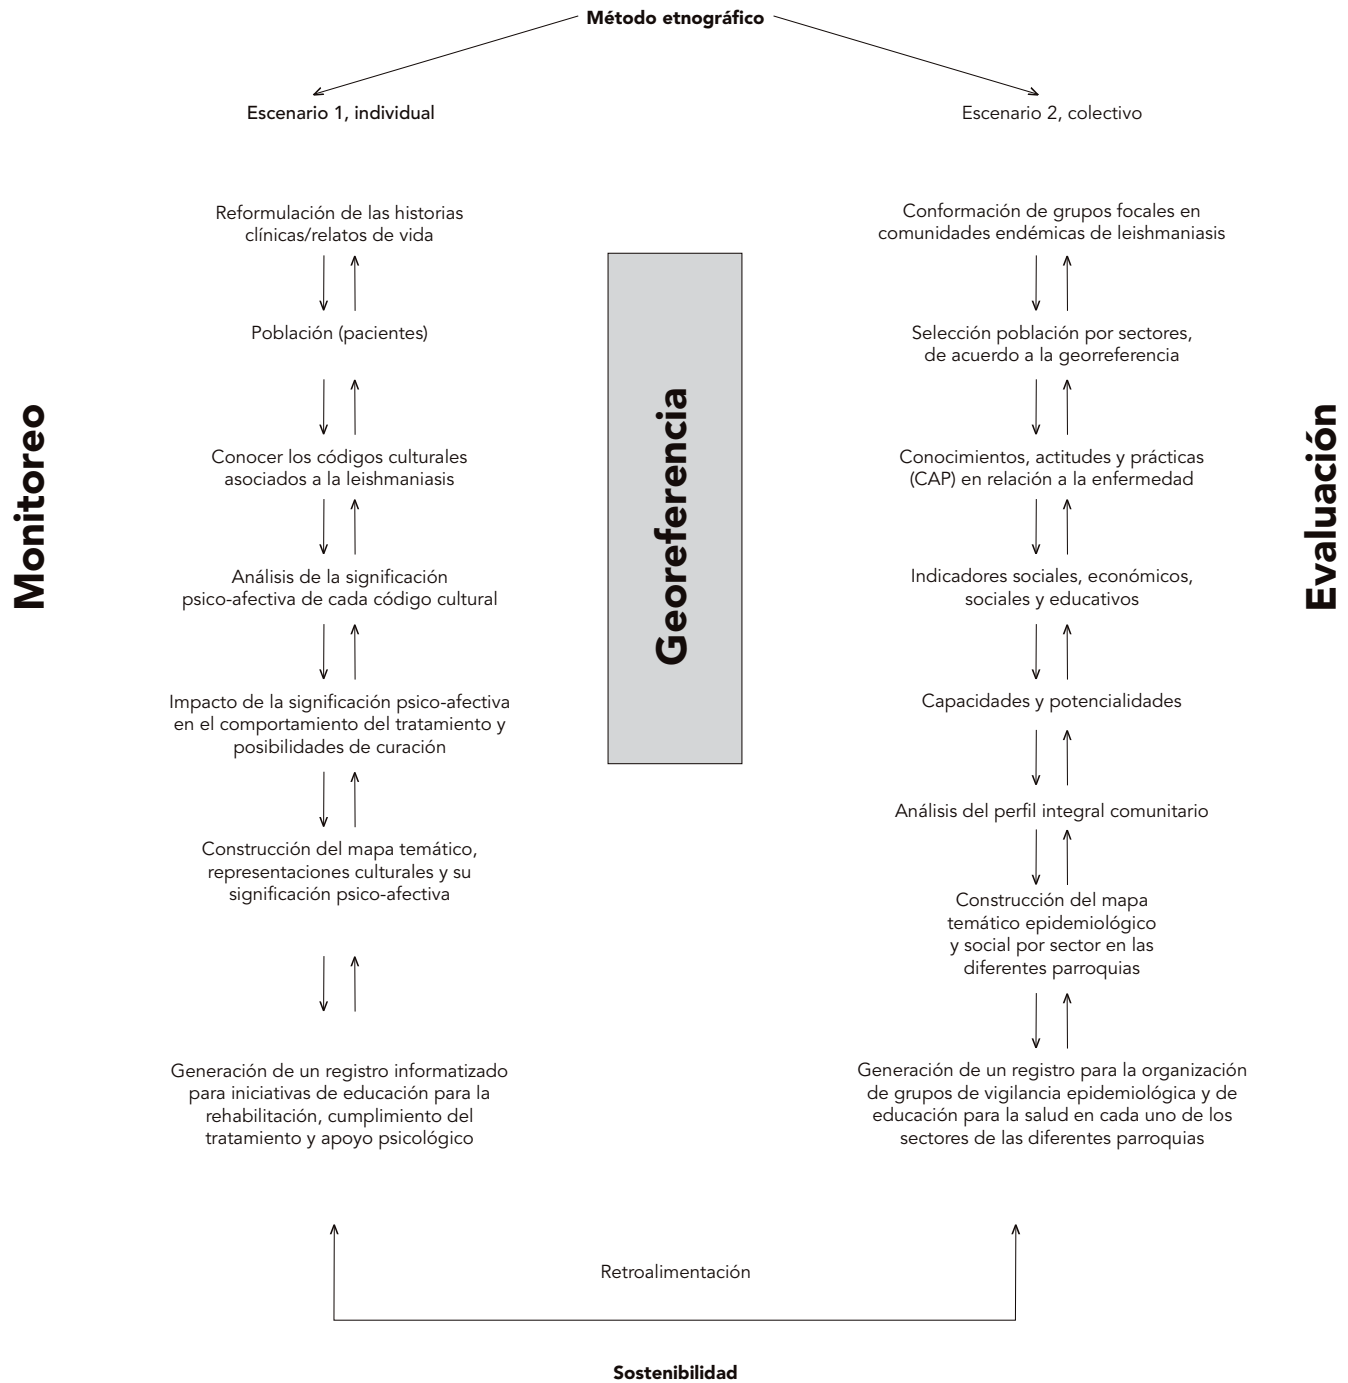 Método etnográfico
Escenario 1, individual
Reformulación de las historias
clínicas/relatos de vida
Población (pacientes)
Conocer los códigos culturales
asociados a la leishmaniasis
Análisis de la significación
psico-afectiva de cada código cultural
Impacto de la significación psico-afectiva
en el comportamiento del tratamiento y
posibilidades de curación
Construcción del mapa temático,
representaciones culturales y su
significación psico-afectiva
Generación de un registro informatizado
para iniciativas de educación para la
rehabilitación, cumplimiento del
tratamiento y apoyo psicológico
Escenario 2, colectivo
Conformación de grupos focales en
comunidades endémicas de leishmaniasis
Selección población por sectores,
de acuerdo a la georreferencia
Conocimientos, actitudes y prácticas
(CAP) en relación a la enfermedad
Indicadores sociales, económicos,
sociales y educativos
Capacidades y potencialidades
Análisis del perfil integral comunitario
Construcción del mapa
temático epidemiológico
y social por sector en las
diferentes parroquias
Generación de un registro para la organización
de grupos de vigilancia epidemiológica y de
educación para la salud en cada uno de los
sectores de las diferentes parroquias
Monitoreo
Georeferencia
Evaluación
Retroalimentación
Sostenibilidad